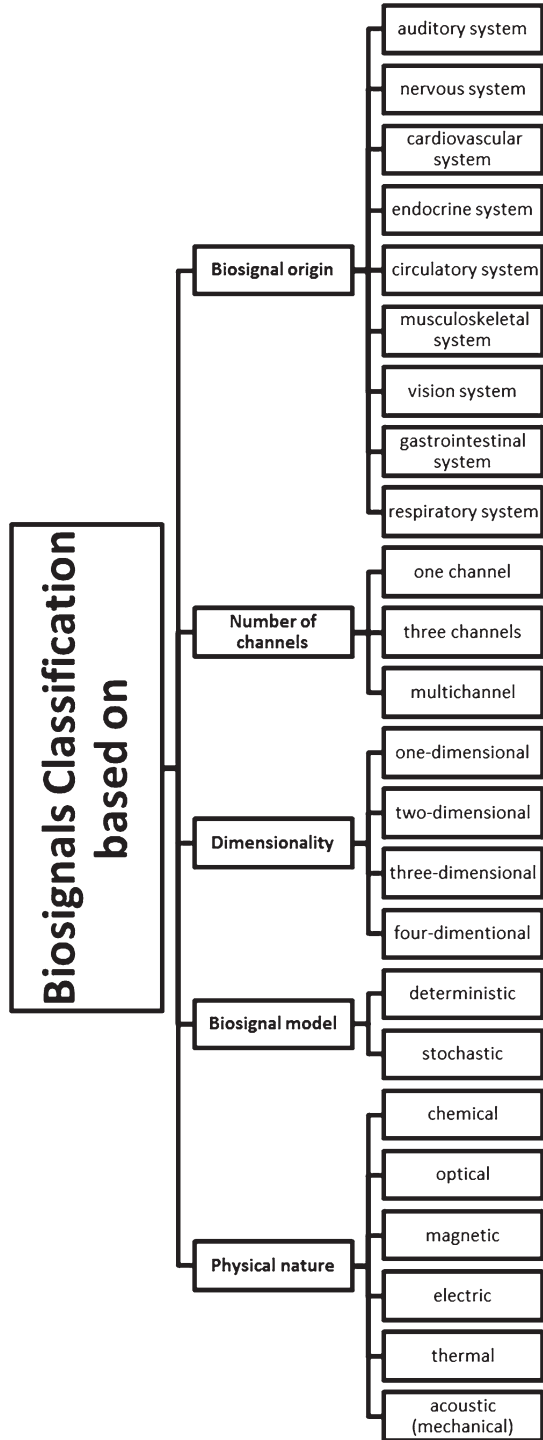 Biosignals Classification
based on
Biosignal origin
auditory system
nervous system
cardiovascular
system
endocrine system
circulatory system
musculoskeletal
system
vision system
gastrointestinal
system
respiratory system
Number of
channels
one channel
three channels
multichannel
Dimensionality
one-dimensional
two-dimensional
three-dimensional
four-dimentional
Biosignal model
deterministic
stochastic
Physical nature
chemical
optical
magnetic
electric
thermal
acoustic
(mechanical)